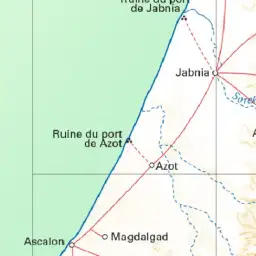 Ruine du port
de Jabnia
Jabnia
Ruine du port
de Azot
Azot
Magdalgad
Ascalon